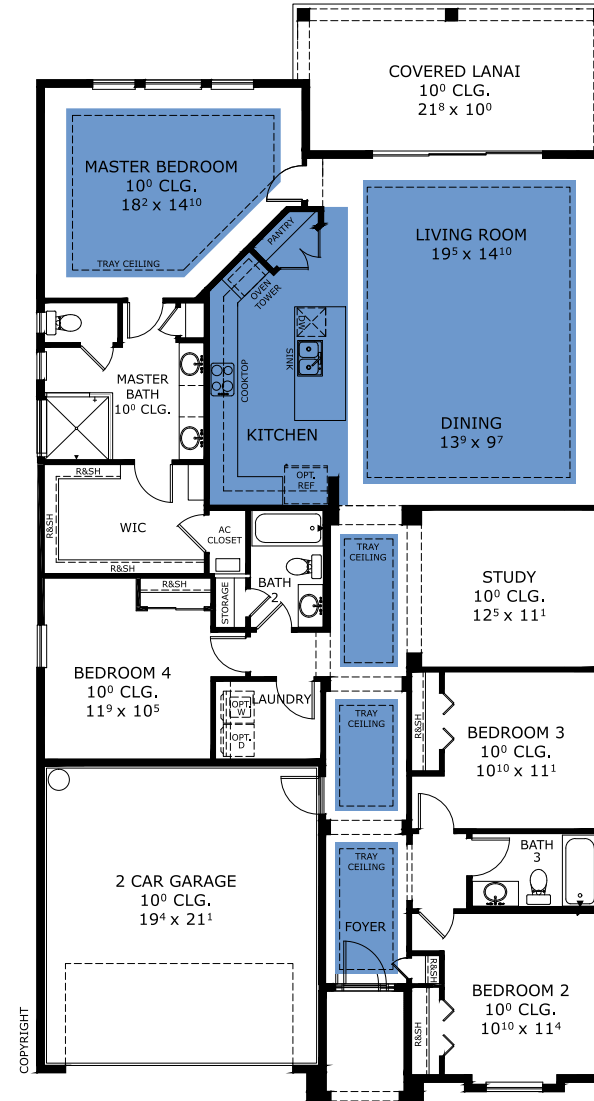 COVERED LANAI
10⁰ CLG.
21⁸ x 10⁰
MASTER BEDROOM
10⁰ CLG.
18² x 14¹⁰
TRAY CEILING
PANTRY
LIVING ROOM
19⁵ x 14¹⁰
OVEN
TOWER
DW
SINK
COOKTOP
KITCHEN
OPT.
REF
DINING
13⁹ x 9⁷
MASTER
BATH
10⁰ CLG.
R&SH
R&SH
WIC
R&SH
AC
CLOSET
BATH
2
STORAGE
R&SH
TRAY
CEILING
STUDY
10⁰ CLG.
12⁵ x 11¹
BEDROOM 4
10⁰ CLG.
11⁹ x 10⁵
LAUNDRY
OPT.
W
OPT.
D
TRAY
CEILING
R&SH
BEDROOM 3
10⁰ CLG.
10¹⁰ x 11¹
2 CAR GARAGE
10⁰ CLG.
19⁴ x 21¹
TRAY
CEILING
FOYER
BATH
3
R&SH
R&SH
BEDROOM 2
10⁰ CLG.
10¹⁰ x 11⁴
COPYRIGHT